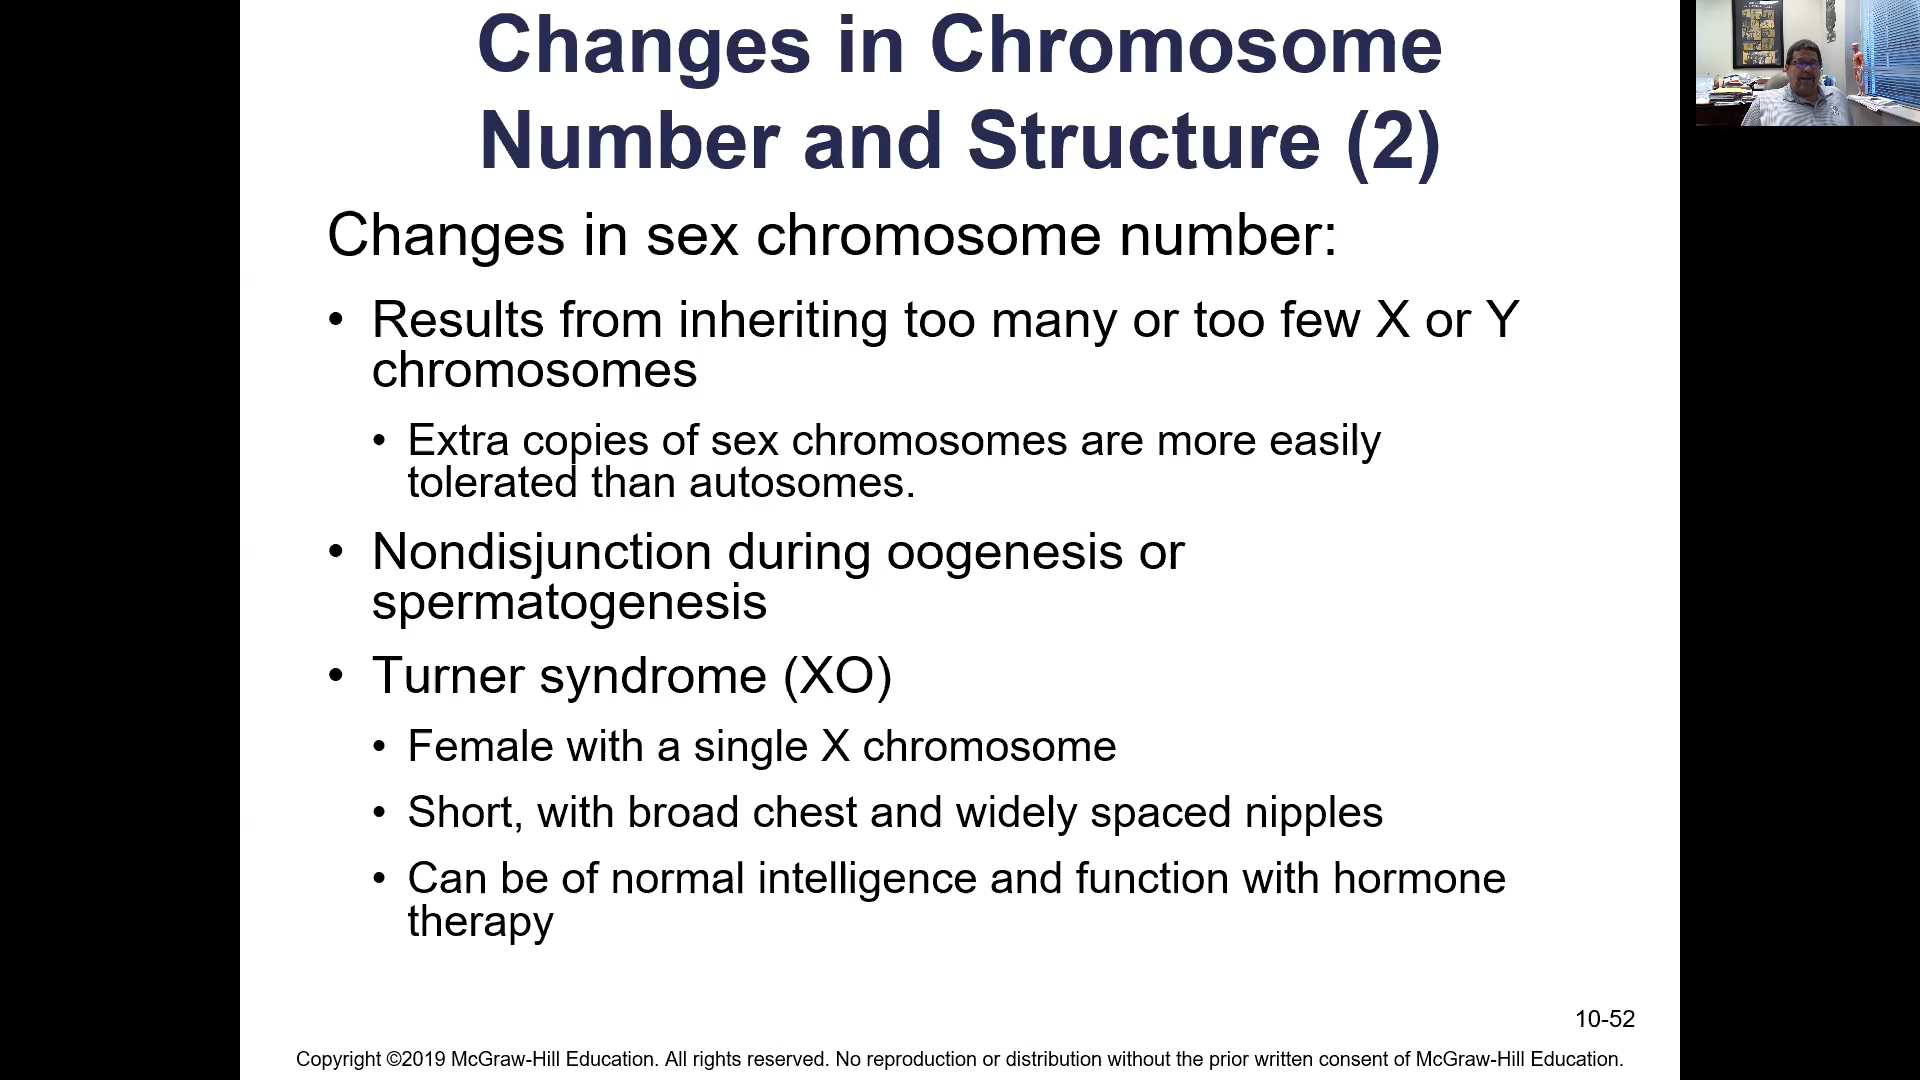 Changes in Chromosome
Number and Structure (2)
Changes in sex chromosome number:
• Results from inheriting too many or too few X or Y
chromosomes
• Extra copies of sex chromosomes are more easily
tolerated than autosomes.
• Nondisjunction during oogenesis or
spermatogenesis
• Turner syndrome (XO)
• Female with a single X chromosome
• Short, with broad chest and widely spaced nipples
• Can be of normal intelligence and function with hormone
therapy
10-52
Copyright ©2019 McGraw-Hill Education. All rights reserved. No reproduction or distribution without the prior written consent of McGraw-Hill Education.